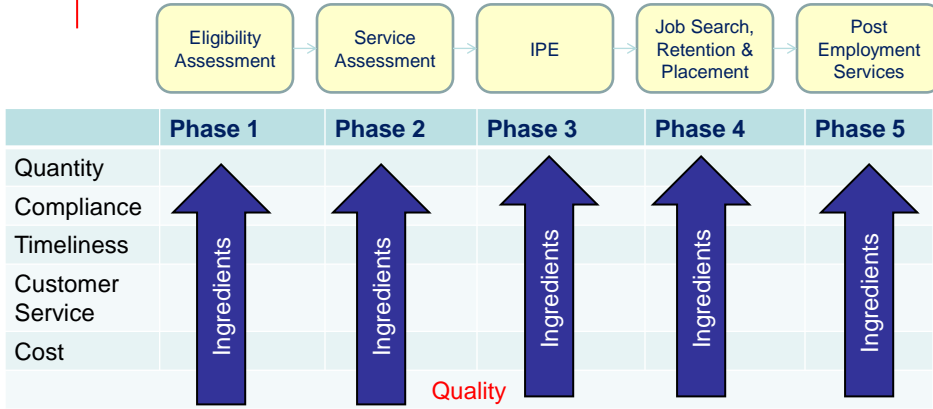 Eligibility
Assessment
Service
Assessment
IPE
Job Search,
Retention &
Placement
Post
Employment
Services
Phase 1 Phase 2 Phase 3 Phase 4 Phase 5
Quantity
Compliance
Timeliness
Customer
Service
Cost
Ingredients
Ingredients
Ingredients
Ingredients
Ingredients
Quality